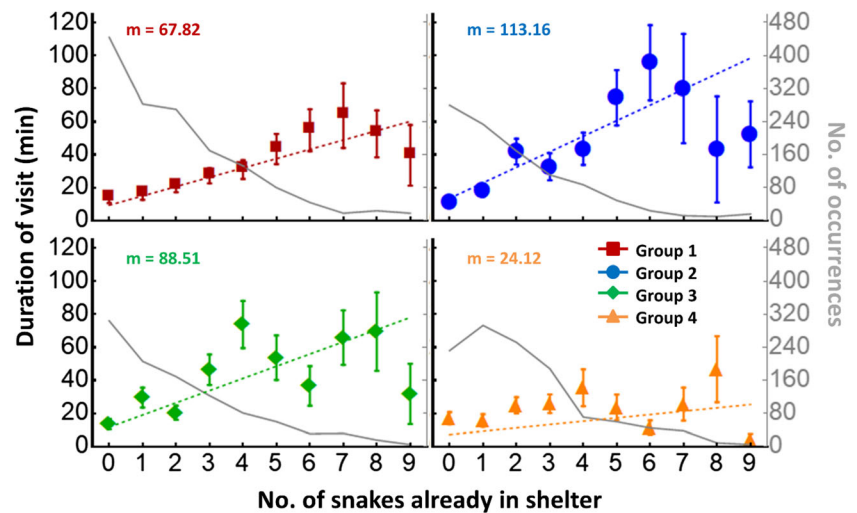 120
100
80
60
40
20
0
m = 67.82
m = 113.16
480
400
320
240
160
80
0
120
100
80
60
40
20
0
m = 88.51
m = 24.12
Group 1
Group 2
Group 3
Group 4
480
400
320
240
160
80
0
0 1 2 3 4 5 6 7 8 9
0 1 2 3 4 5 6 7 8 9
Duration of visit (min)
No. of occurrences
No. of snakes already in shelter